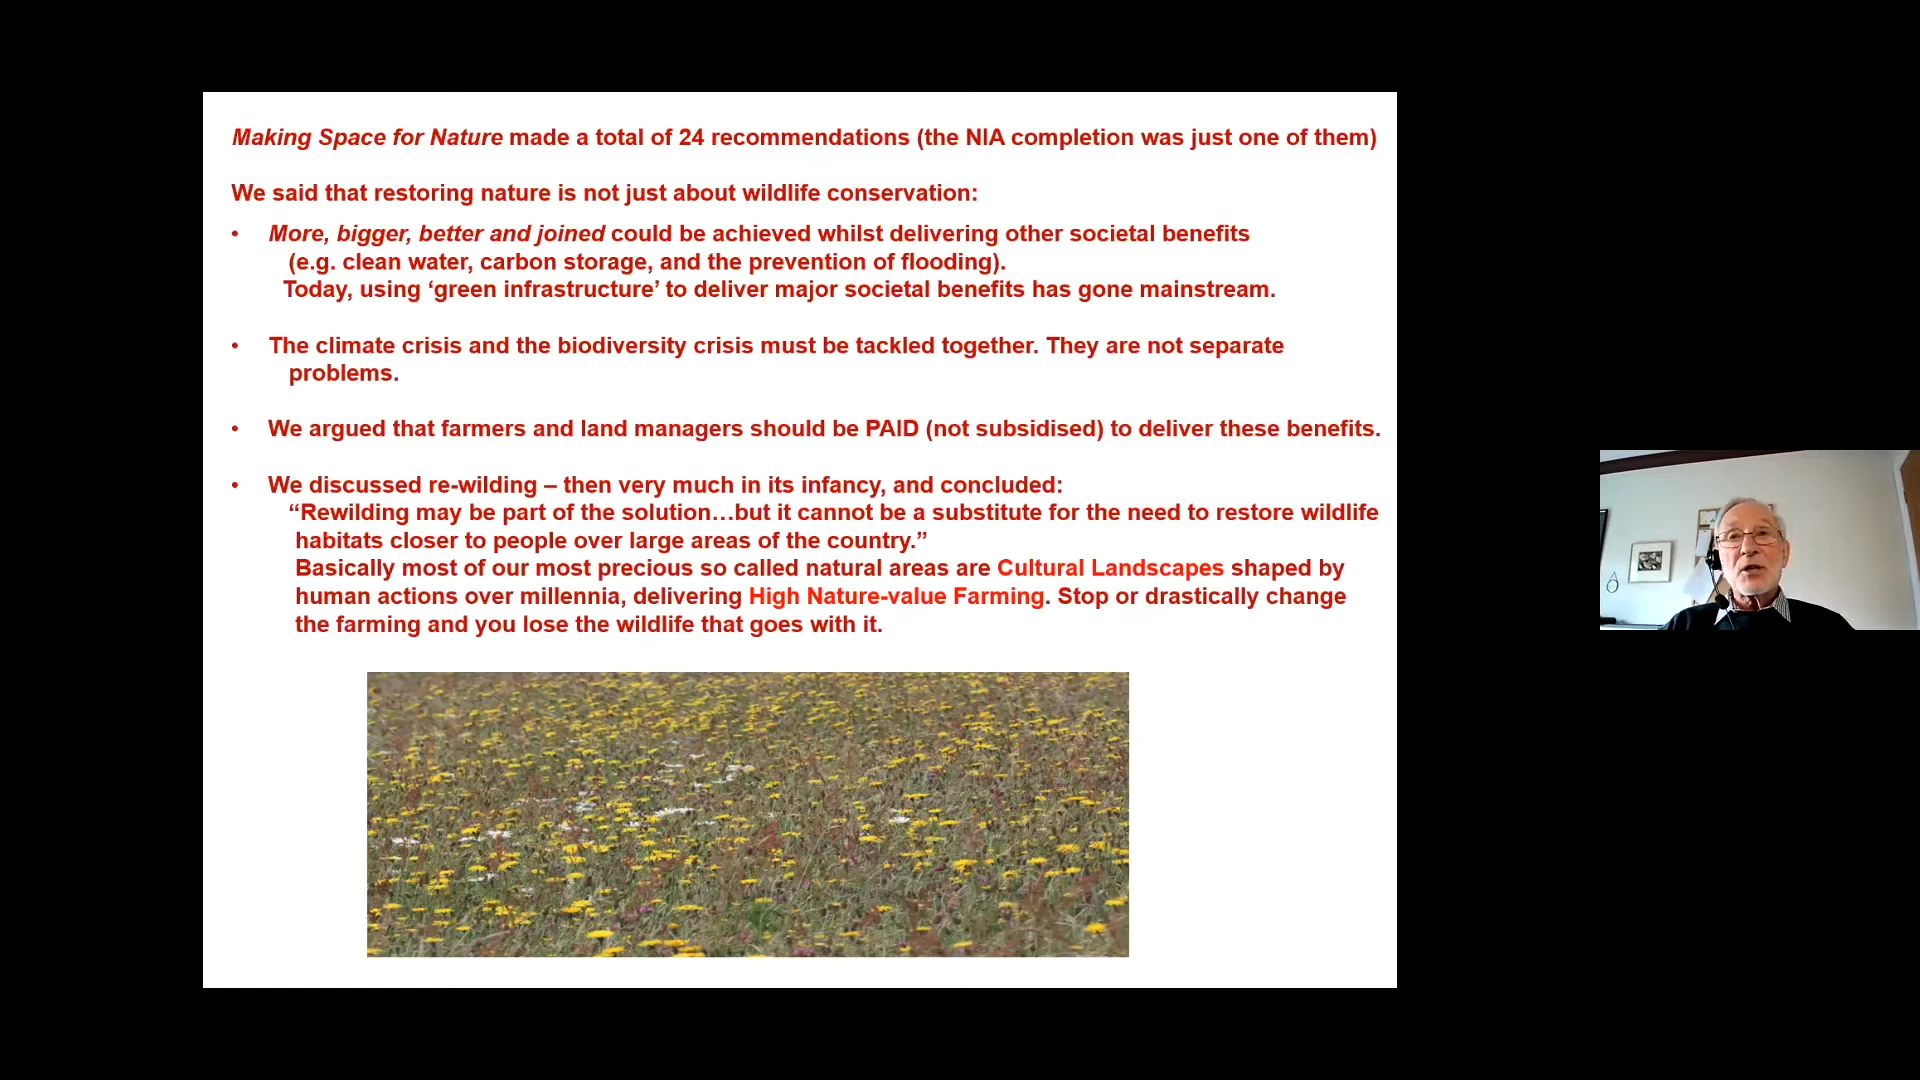 Making Space for Nature made a total of 24 recommendations (the NIA completion was just one of them)
We said that restoring nature is not just about wildlife conservation:
• More, bigger, better and joined could be achieved whilst delivering other societal benefits
(e.g. clean water, carbon storage, and the prevention of flooding).
Today, using ‘green infrastructure’ to deliver major societal benefits has gone mainstream.
• The climate crisis and the biodiversity crisis must be tackled together. They are not separate
problems.
• We argued that farmers and land managers should be PAID (not subsidised) to deliver these benefits.
• We discussed re-wilding – then very much in its infancy, and concluded:
“Rewilding may be part of the solution…but it cannot be a substitute for the need to restore wildlife
habitats closer to people over large areas of the country.”
Basically most of our most precious so called natural areas are Cultural Landscapes shaped by
human actions over millennia, delivering High Nature-value Farming. Stop or drastically change
the farming and you lose the wildlife that goes with it.